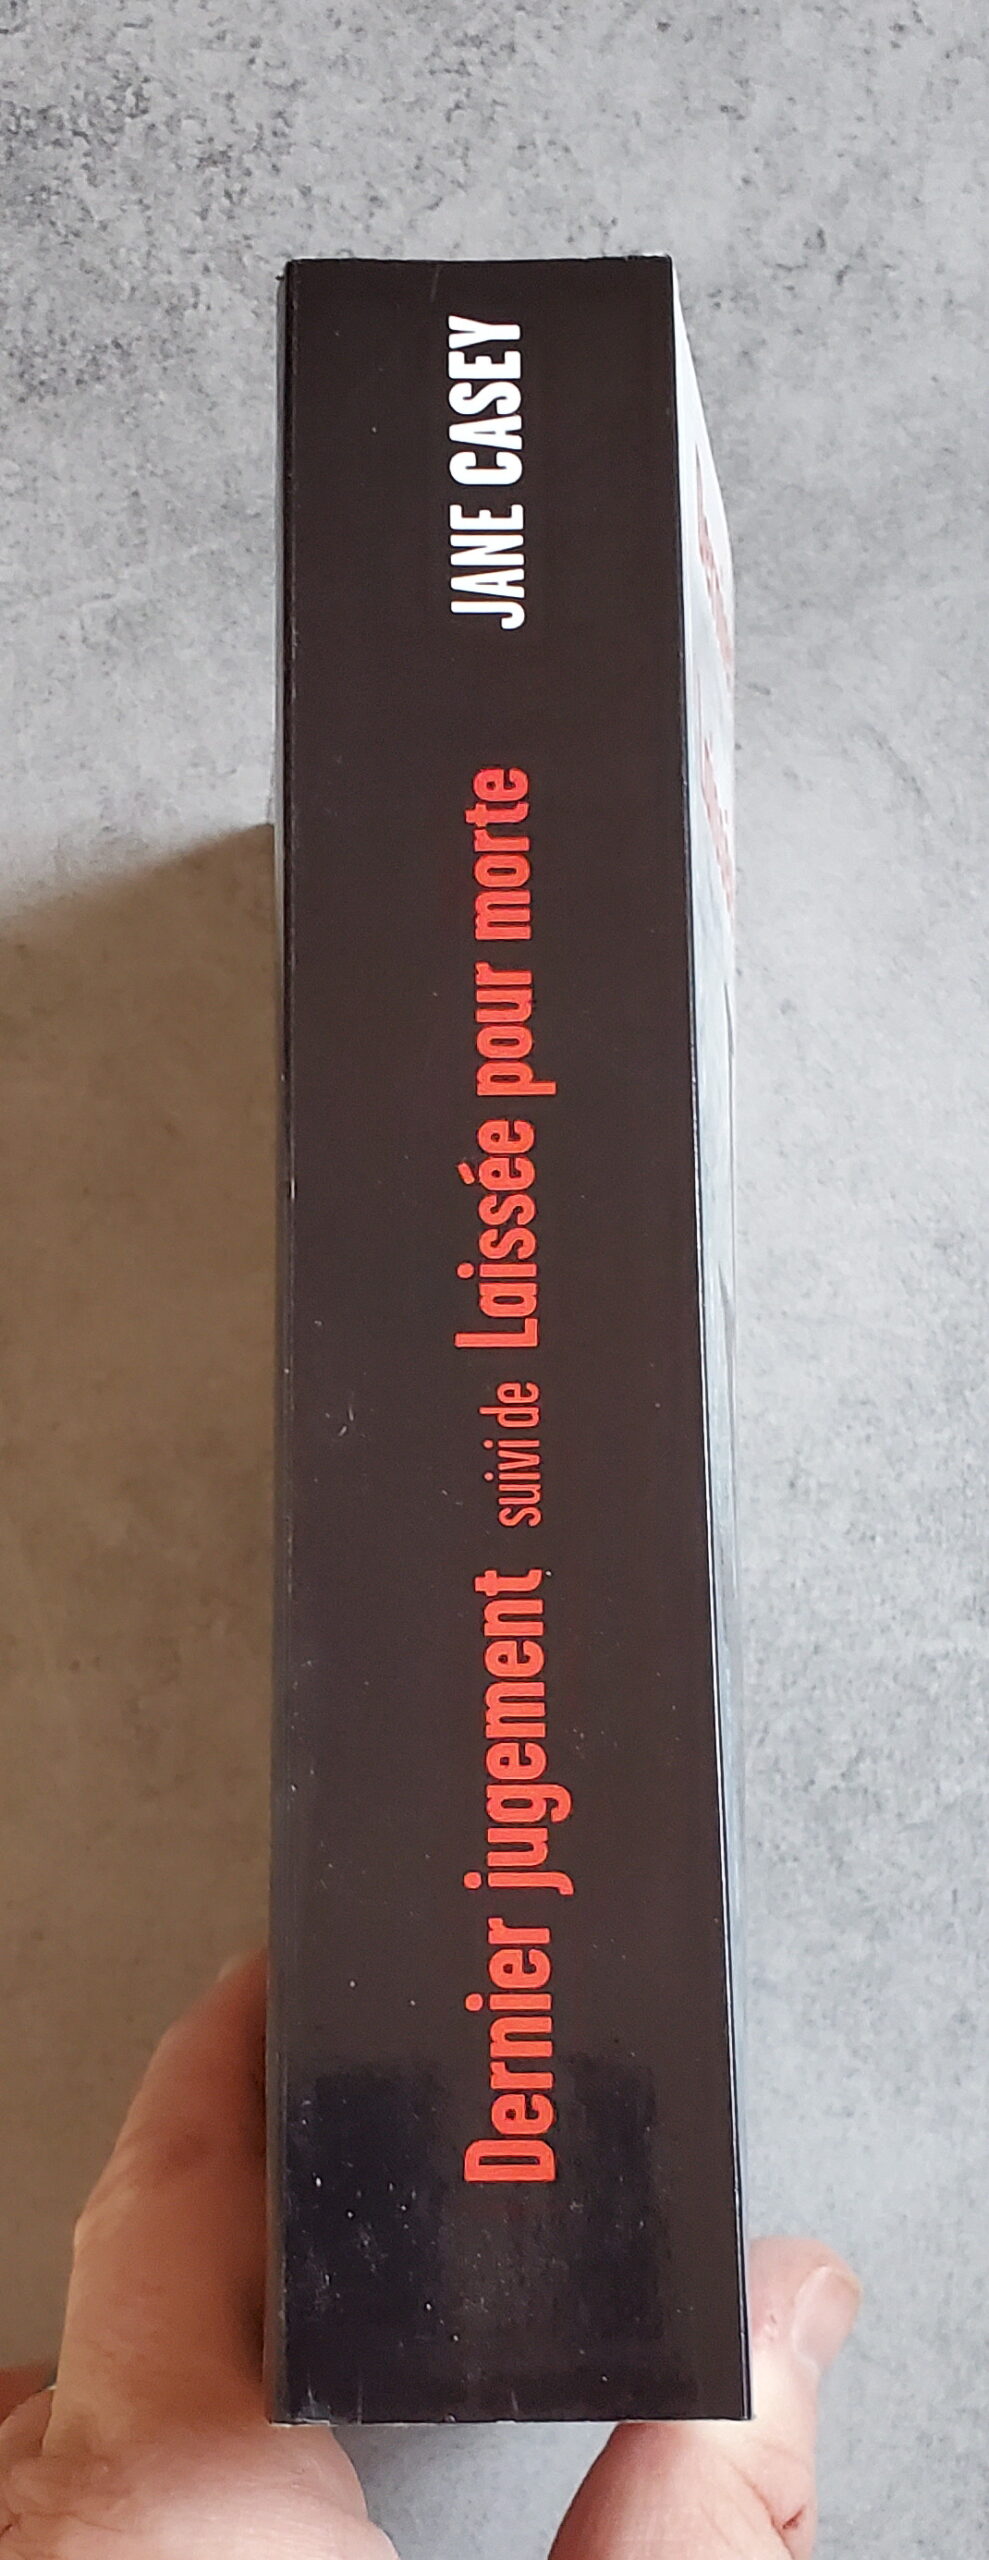 Dernier jugement suivi de Laissée pour morte JANE CASEY